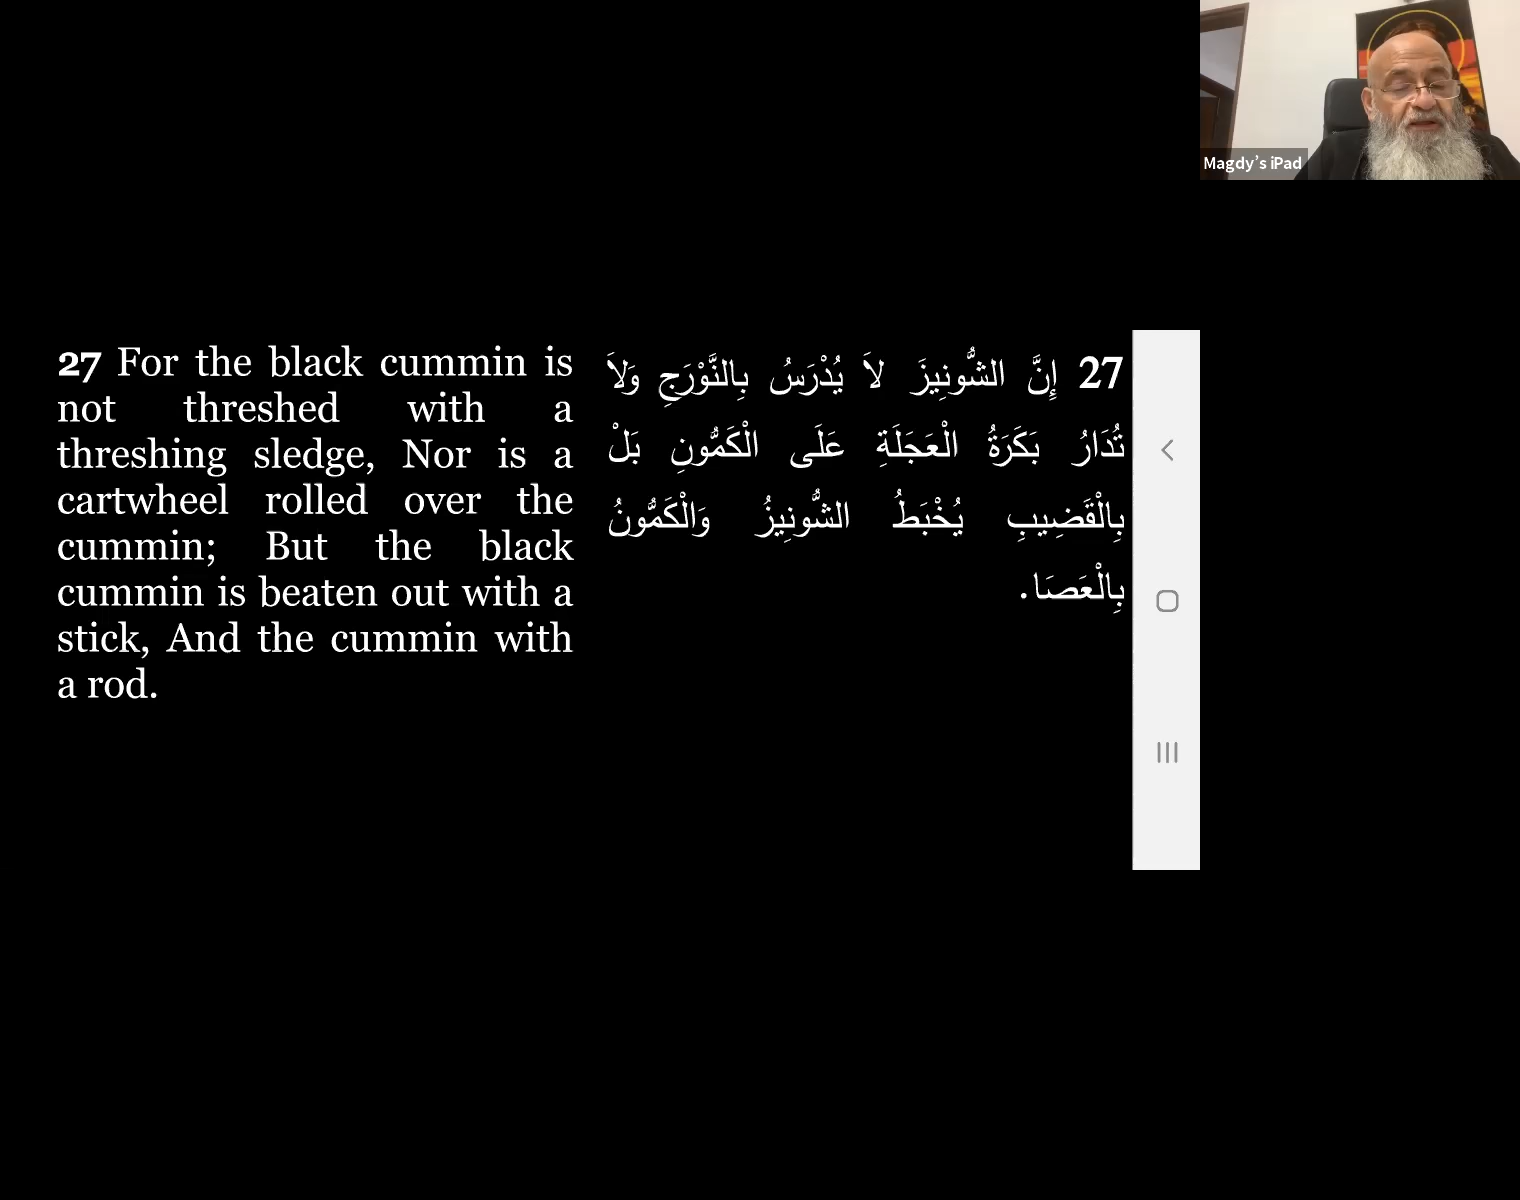 Magdy’s iPad
27 For the black cummin is
not threshed with a
threshing sledge, Nor is a
cartwheel rolled over the
cummin; But the black
cummin is beaten out with a
stick, And the cummin with
a rod.
27 إِنَّ الشُّونِيزَ لاَ يُدْرَسُ بِالنَّوْرَجِ وَلاَ
تُدَارُ بَكَرَةُ الْعَجَلَةِ عَلَى الْكَمُّونِ بَلْ
بِالْقَضِيبِ يُخْبَطُ الشُّونِيزُ وَالْكَمُّونُ
بِالْعَصَا.